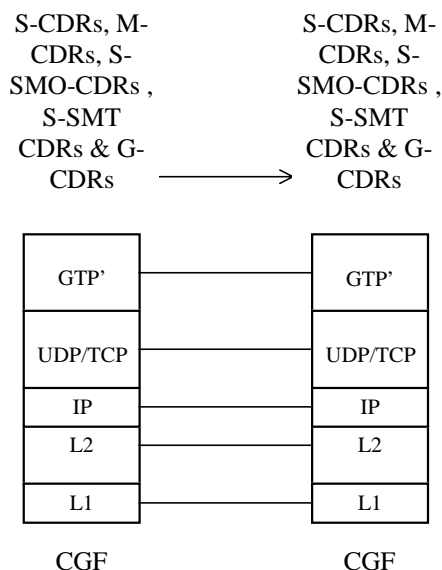 S-CDRs, M-
CDRs, S-
SMO-CDRs ,
S-SMT
CDRs & G-
CDRs
S-CDRs, M-
CDRs, S-
SMO-CDRs ,
S-SMT
CDRs & G-
CDRs
GTP'
UDP/TCP
IP
L2
L1
CGF
GTP'
UDP/TCP
IP
L2
L1
CGF